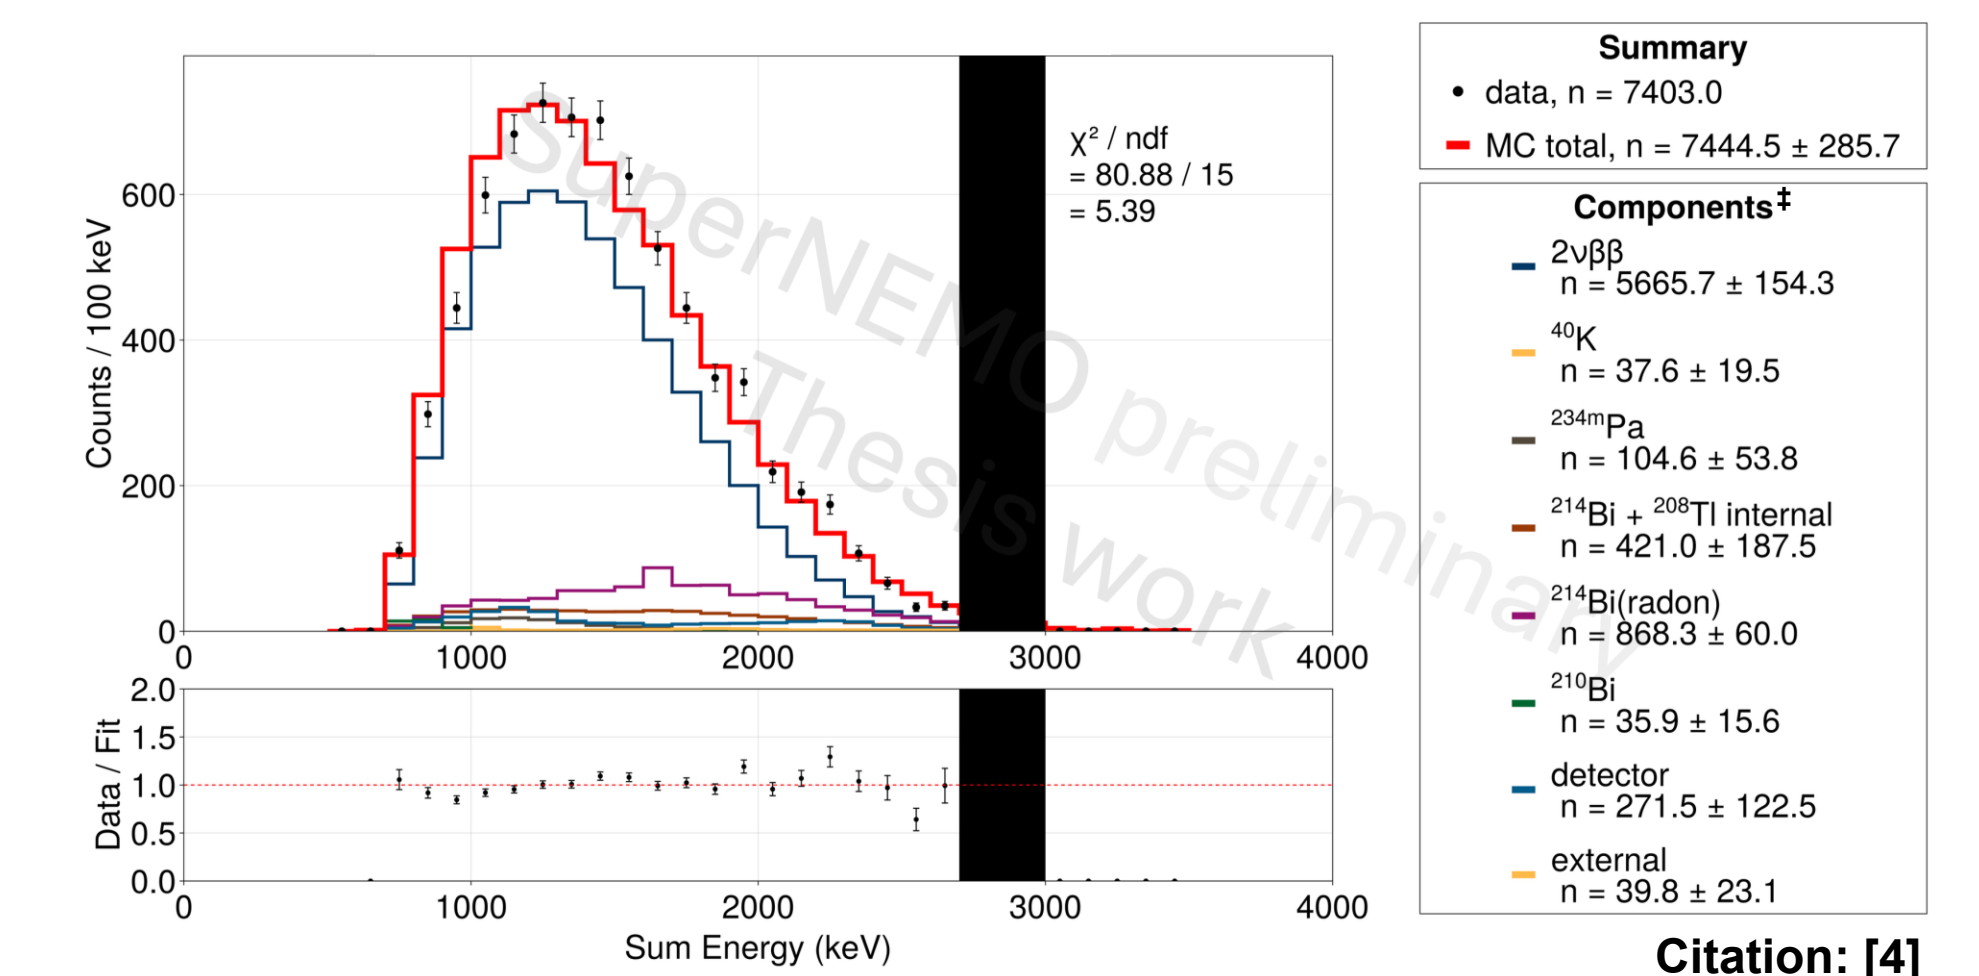 Summary
data, n = 7403.0
MC total, n = 7444.5 ± 285.7
Components‡
2νββ
n = 5665.7 ± 154.3
⁴⁰K
n = 37.6 ± 19.5
²³⁴ᵐPa
n = 104.6 ± 53.8
²¹⁴Bi + ²⁰⁸Tl internal
n = 421.0 ± 187.5
²¹⁴Bi(radon)
n = 868.3 ± 60.0
²¹⁰Bi
n = 35.9 ± 15.6
detector
n = 271.5 ± 122.5
external
n = 39.8 ± 23.1
χ² / ndf
= 80.88 / 15
= 5.39
SuperNEMO preliminary
Thesis work
Counts / 100 keV
600
400
200
0
0 1000 2000 3000 4000
Data / Fit
2.0
1.5
1.0
0.5
0.0
0 1000 2000 3000 4000
Sum Energy (keV)
Citation: [4]